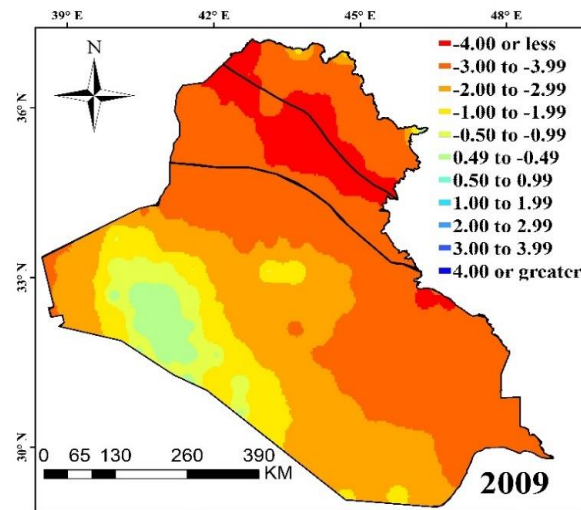 39° E 42° E 45° E 48° E
N
36° N
33° N
30° N
-4.00 or less
-3.00 to -3.99
-2.00 to -2.99
-1.00 to -1.99
-0.50 to -0.99
0.49 to -0.49
0.50 to 0.99
1.00 to 1.99
2.00 to 2.99
3.00 to 3.99
4.00 or greater
0 65 130 260 390
KM
2009